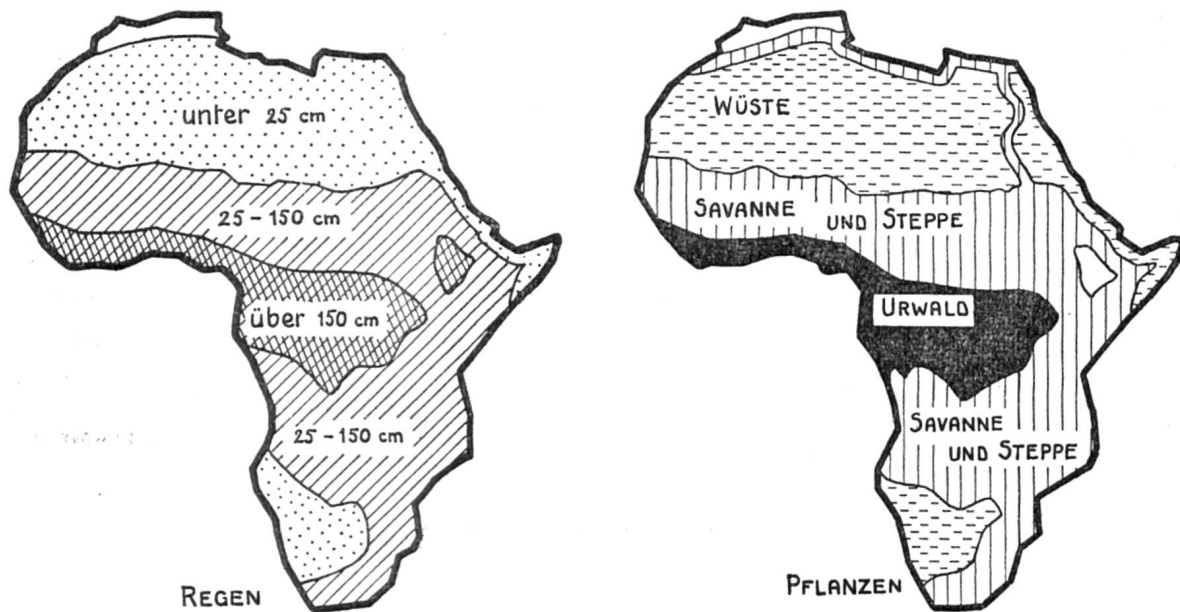 unter 25 cm
25 - 150 cm
über 150 cm
25 - 150 cm
REGEN
WÜSTE
SAVANNE
UND STEPPE
URWALD
SAVANNE
UND STEPPE
PFLANZEN